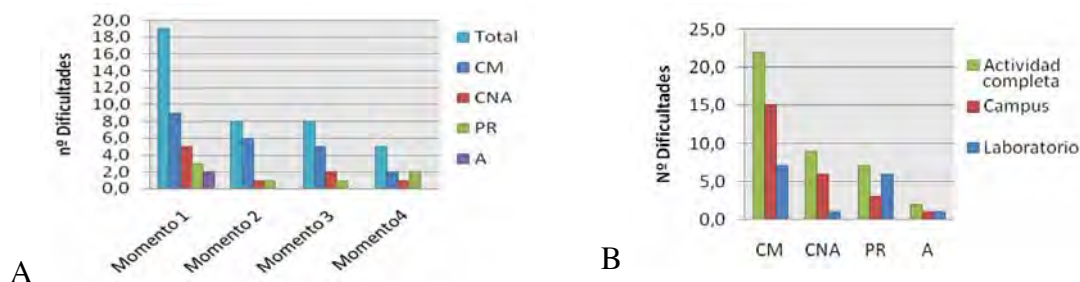 20,0
18,0
16,0
14,0
12,0
10,0
8,0
6,0
4,0
2,0
0,0
nº Dificultades
Momento 1
Momento 2
Momento 3
Momento4
Total
CM
CNA
PR
A
A
25,0
20,0
15,0
10,0
5,0
0,0
Nº Dificultades
CM
CNA
PR
A
Actividad
completa
Campus
Laboratorio
B